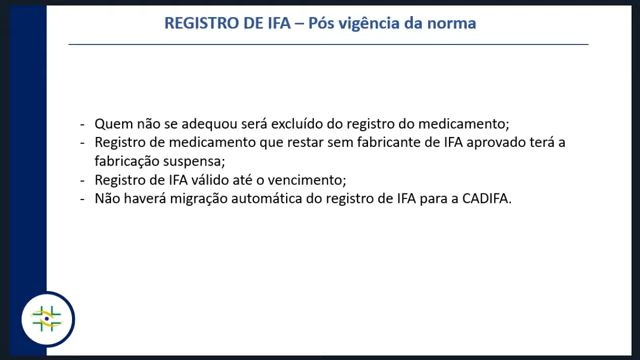 REGISTRO DE IFA – Pós vigência da norma
- Quem não se adequou será excluído do registro do medicamento;
- Registro de medicamento que restar sem fabricante de IFA aprovado terá a
fabricação suspensa;
- Registro de IFA válido até o vencimento;
- Não haverá migração automática do registro de IFA para a CADIFA.